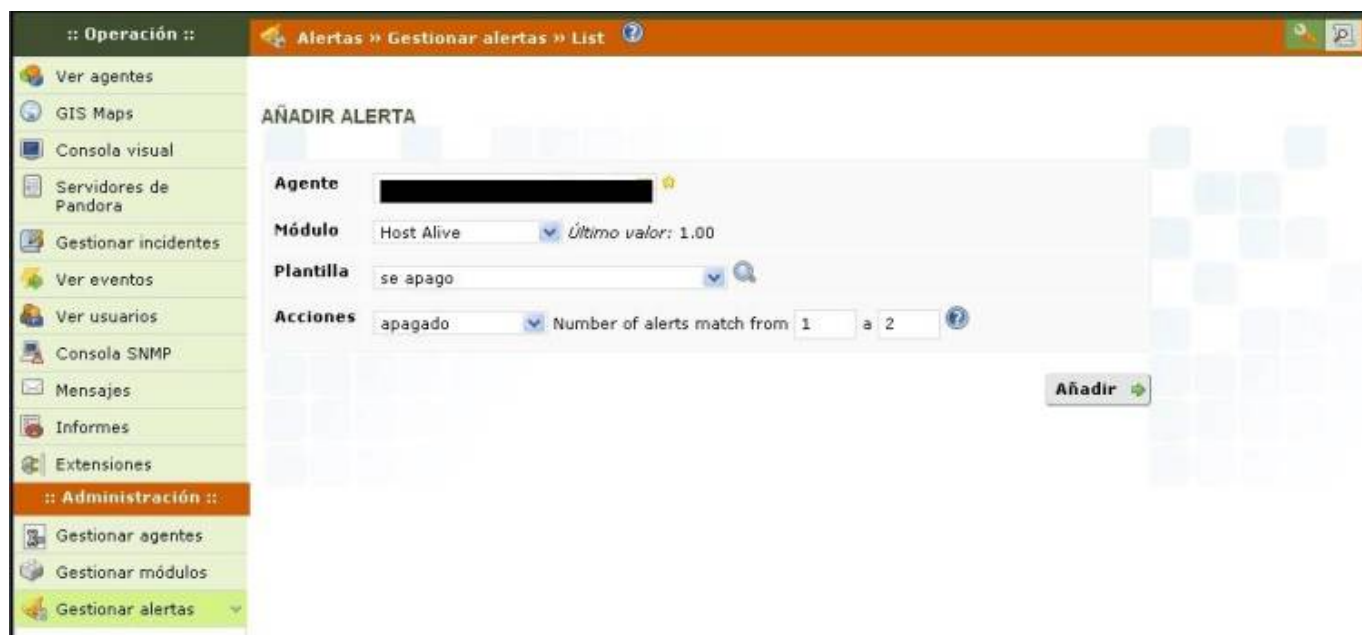 :: Operación ::
Ver agentes
GIS Maps
Consola visual
Servidores de
Pandora
Gestionar incidentes
Ver eventos
Ver usuarios
Consola SNMP
Mensajes
Informes
Extensiones
:: Administración ::
Gestionar agentes
Gestionar módulos
Gestionar alertas
Alertas » Gestionar alertas » List
AÑADIR ALERTA
Agente
Módulo Host Alive Último valor: 1.00
Plantilla se apago
Acciones apagado Number of alerts match from 1 a 2
Añadir